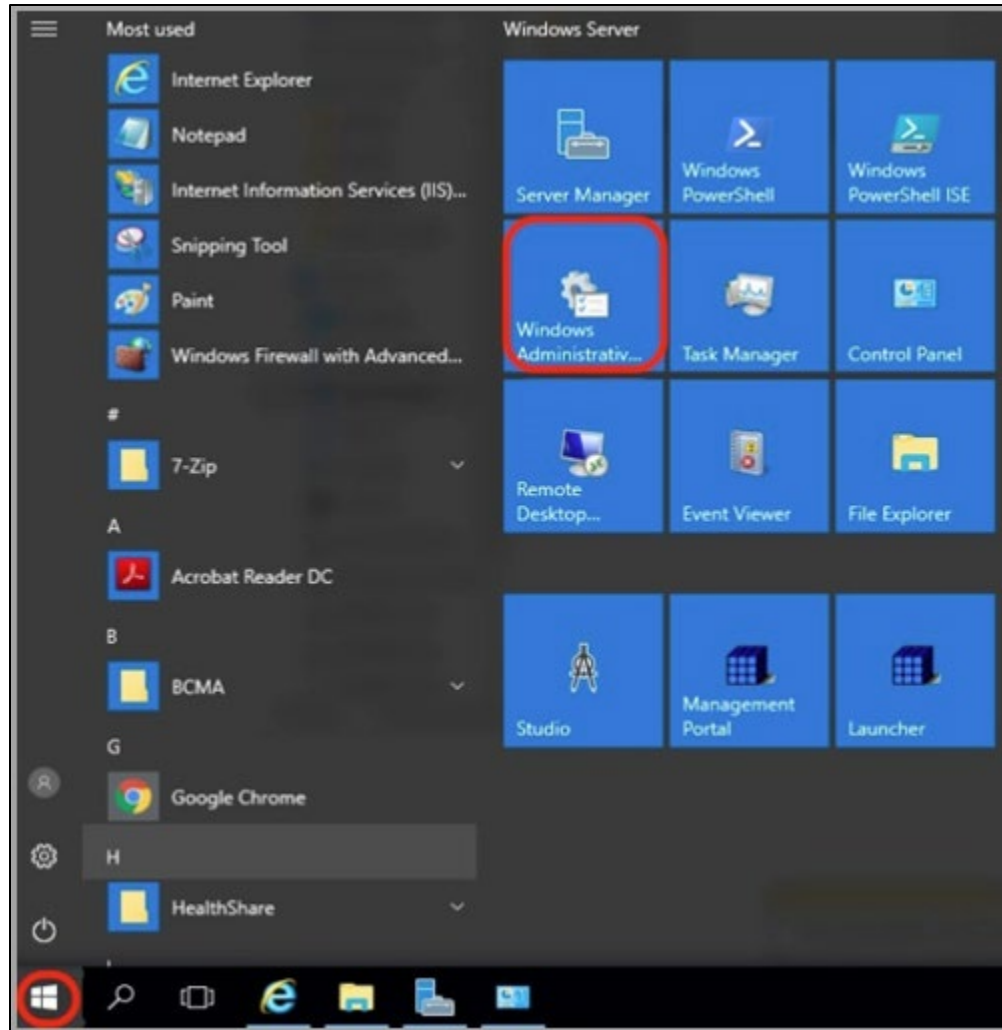 Most used
Internet Explorer
Notepad
Internet Information Services (IIS)...
Snipping Tool
Paint
Windows Firewall with Advanced...
#
7-Zip
A
Acrobat Reader DC
B
BCMA
G
Google Chrome
H
HealthShare
Windows Server
Server Manager
Windows
PowerShell
Windows
PowerShell ISE
Windows
Administrativ...
Task Manager
Control Panel
Remote
Desktop...
Event Viewer
File Explorer
Studio
Management
Portal
Launcher